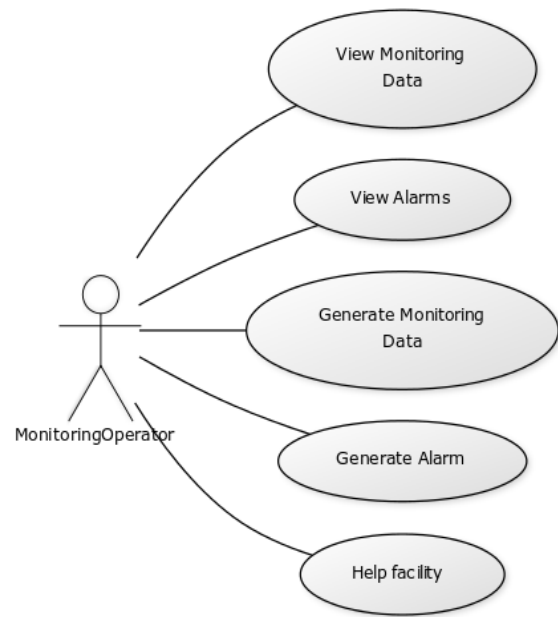 View Monitoring
Data
View Alarms
Generate Monitoring
Data
MonitoringOperator
Generate Alarm
Help facility